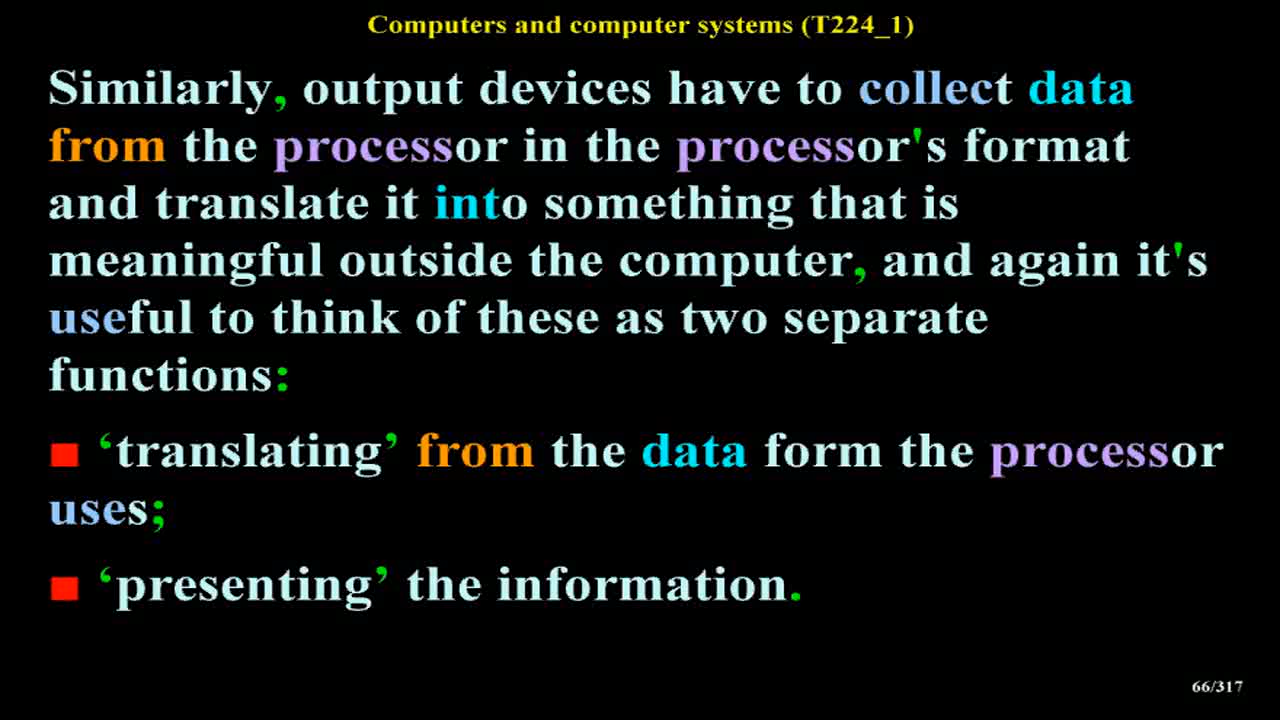 Computers and computer systems (T224_1)
Similarly, output devices have to collect data
from the processor in the processor's format
and translate it into something that is
meaningful outside the computer, and again it's
useful to think of these as two separate
functions:
■ ‘translating’ from the data form the processor
uses;
■ ‘presenting’ the information.
66/317